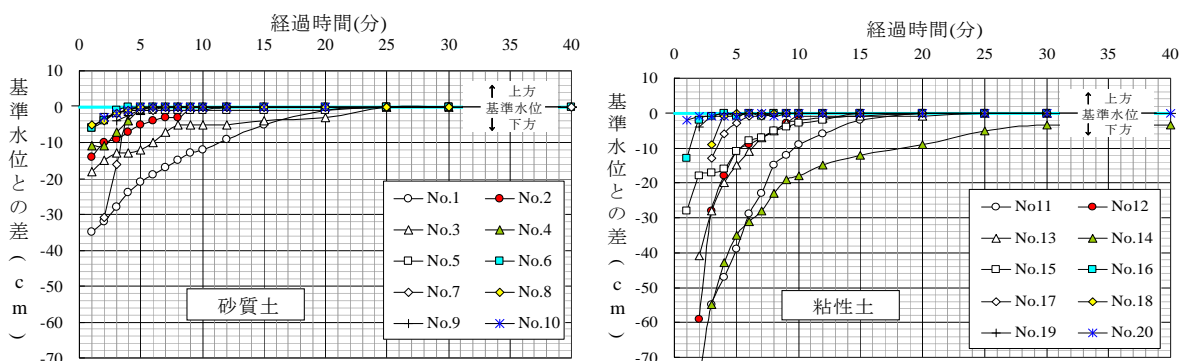 経過時間(分)
0 5 10 15 20 25 30 35 40
10
0
-10
-20
-30
-40
-50
-60
-70
基準水位との差(cm)
↑ 上方
基準水位
↓ 下方
No.1 No.2
No.3 No.4
No.5 No.6
No.7 No.8
No.9 No.10
砂質土
経過時間(分)
0 5 10 15 20 25 30 35 40
10
0
-10
-20
-30
-40
-50
-60
-70
基準水位との差(cm)
↑ 上方
基準水位
↓ 下方
No11 No12
No.13 No.14
No.15 No.16
No.17 No.18
No.19 No.20
粘性土